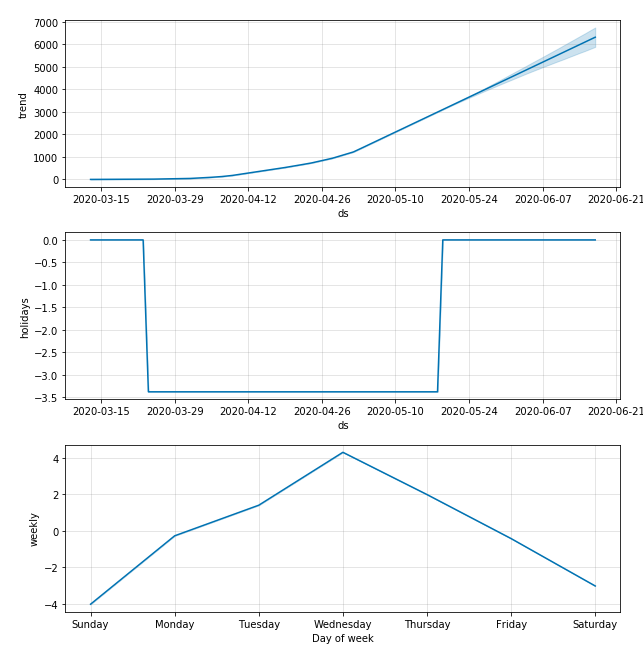 7000
6000
5000
4000
3000
2000
1000
0
trend
2020-03-15 2020-03-29 2020-04-12 2020-04-26 2020-05-10 2020-05-24 2020-06-07 2020-06-21
ds
0.0
−0.5
−1.0
−1.5
−2.0
−2.5
−3.0
−3.5
holidays
2020-03-15 2020-03-29 2020-04-12 2020-04-26 2020-05-10 2020-05-24 2020-06-07 2020-06-21
ds
4
2
0
−2
−4
weekly
Sunday Monday Tuesday Wednesday Thursday Friday Saturday
Day of week